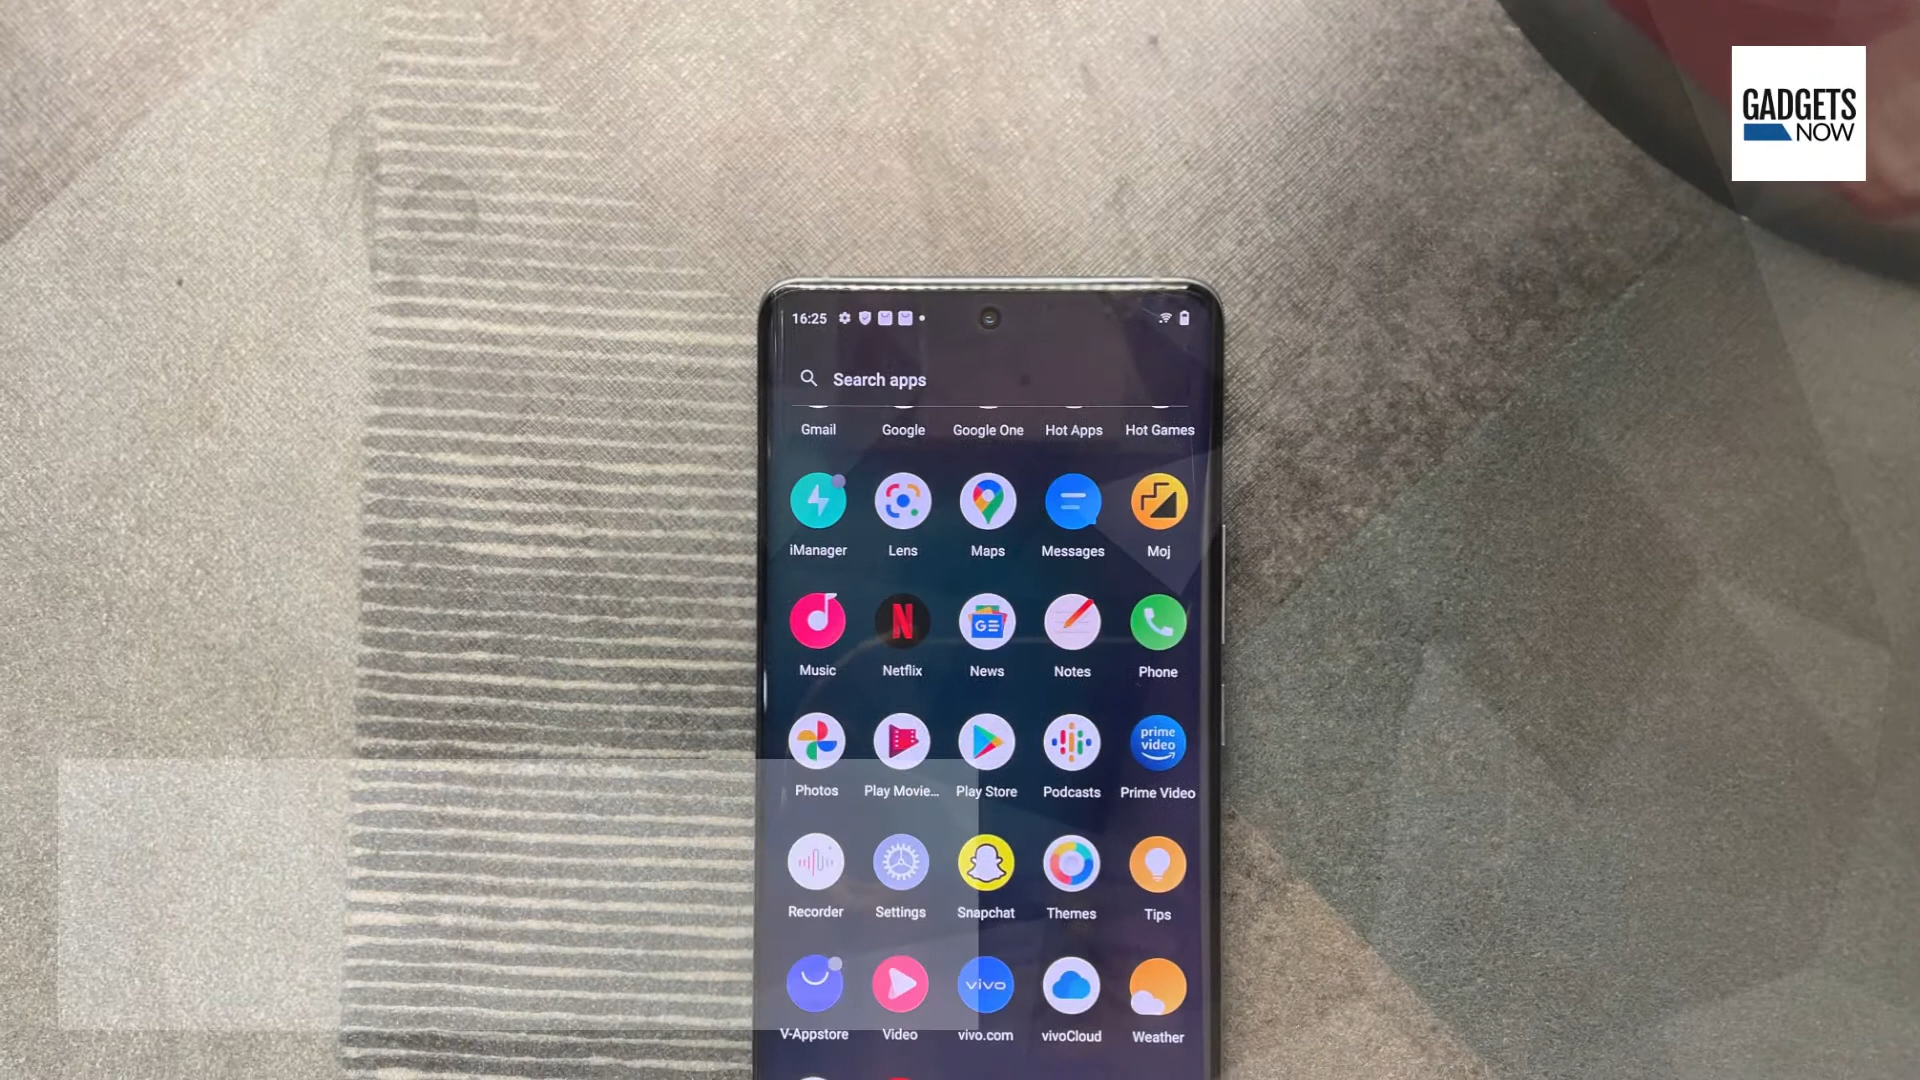 GADGETS
NOW
16:25
Search apps
Gmail Google Google One Hot Apps Hot Games
iManager Lens Maps Messages Moj
N
GE
Music Netflix News Notes Phone
prime
video
Photos Play Movie... Play Store Podcasts Prime Video
Recorder Settings Snapchat Themes Tips
vivo
V-Appstore Video vivo.com vivoCloud Weather